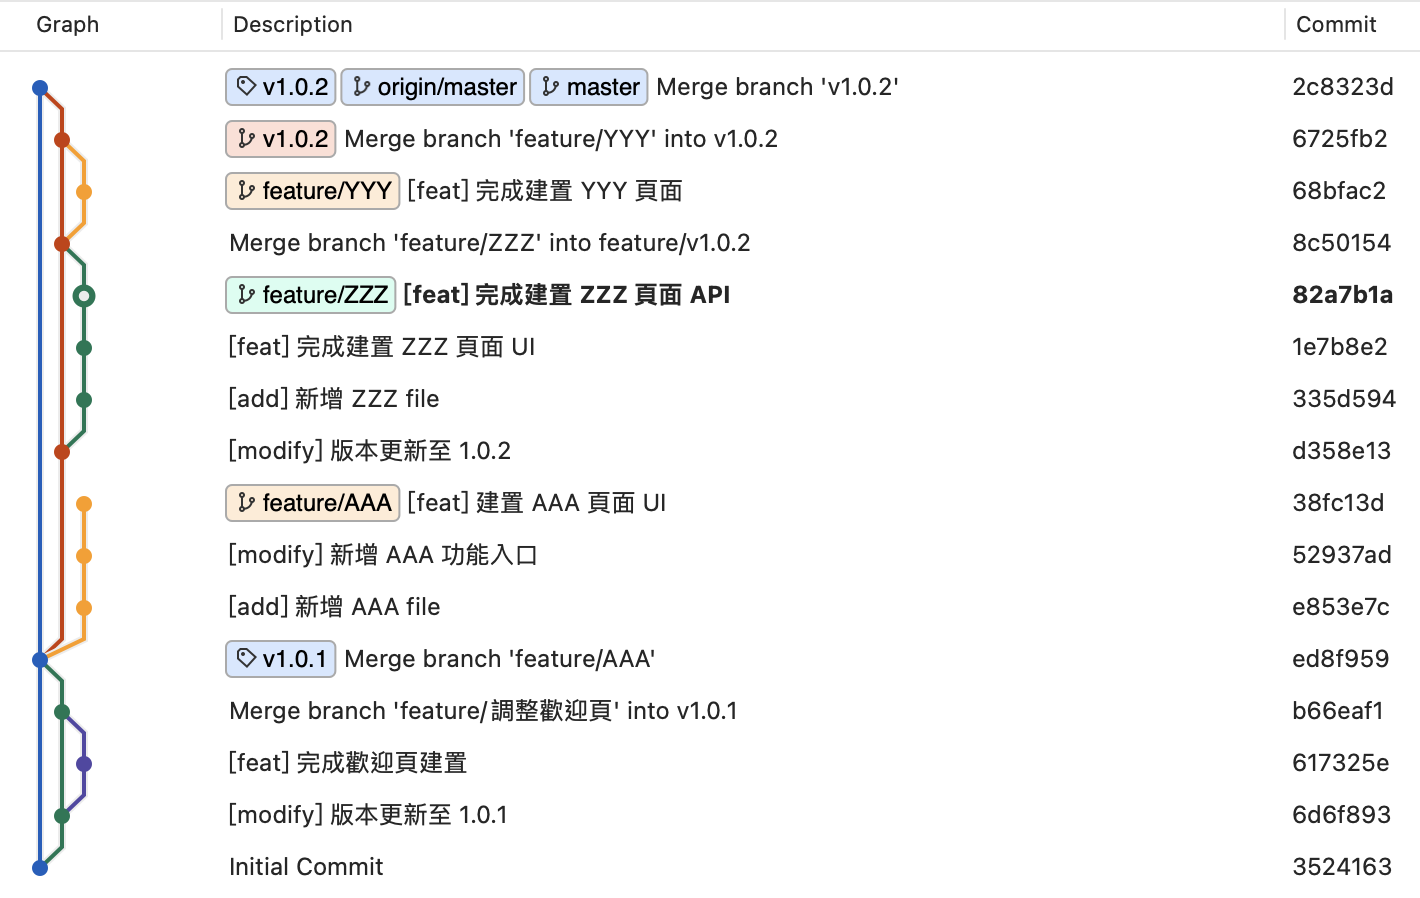 Graph Description Commit
v1.0.2 origin/master master Merge branch 'v1.0.2' 2c8323d
v1.0.2 Merge branch 'feature/YYY' into v1.0.2 6725fb2
feature/YYY [feat] 完成建置 YYY 頁面 68bfac2
Merge branch 'feature/ZZZ' into feature/v1.0.2 8c50154
feature/ZZZ [feat] 完成建置 ZZZ 頁面 API 82a7b1a
[feat] 完成建置 ZZZ 頁面 UI 1e7b8e2
[add] 新增 ZZZ file 335d594
[modify] 版本更新至 1.0.2 d358e13
feature/AAA [feat] 建置 AAA 頁面 UI 38fc13d
[modify] 新增 AAA 功能入口 52937ad
[add] 新增 AAA file e853e7c
v1.0.1 Merge branch 'feature/AAA' ed8f959
Merge branch 'feature/調整歡迎頁' into v1.0.1 b66eaf1
[feat] 完成歡迎頁建置 617325e
[modify] 版本更新至 1.0.1 6d6f893
Initial Commit 3524163